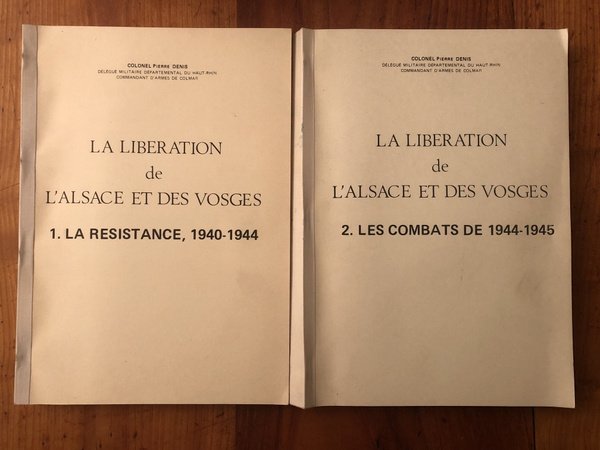 COLONEL PIERRE DENIS
DÉLÉGUÉ MILITAIRE DÉPARTEMENTAL DU HAUT-RHIN
COMMANDANT D'ARMES DE COLMAR
LA LIBERATION
de
L'ALSACE ET DES VOSGES
1. LA RESISTANCE, 1940-1944
COLONEL PIERRE DENIS
DÉLÉGUÉ MILITAIRE DÉPARTEMENTAL DU HAUT-RHIN
COMMANDANT D'ARMES DE COLMAR
LA LIBERATION
de
L'ALSACE ET DES VOSGES
2. LES COMBATS DE 1944-1945